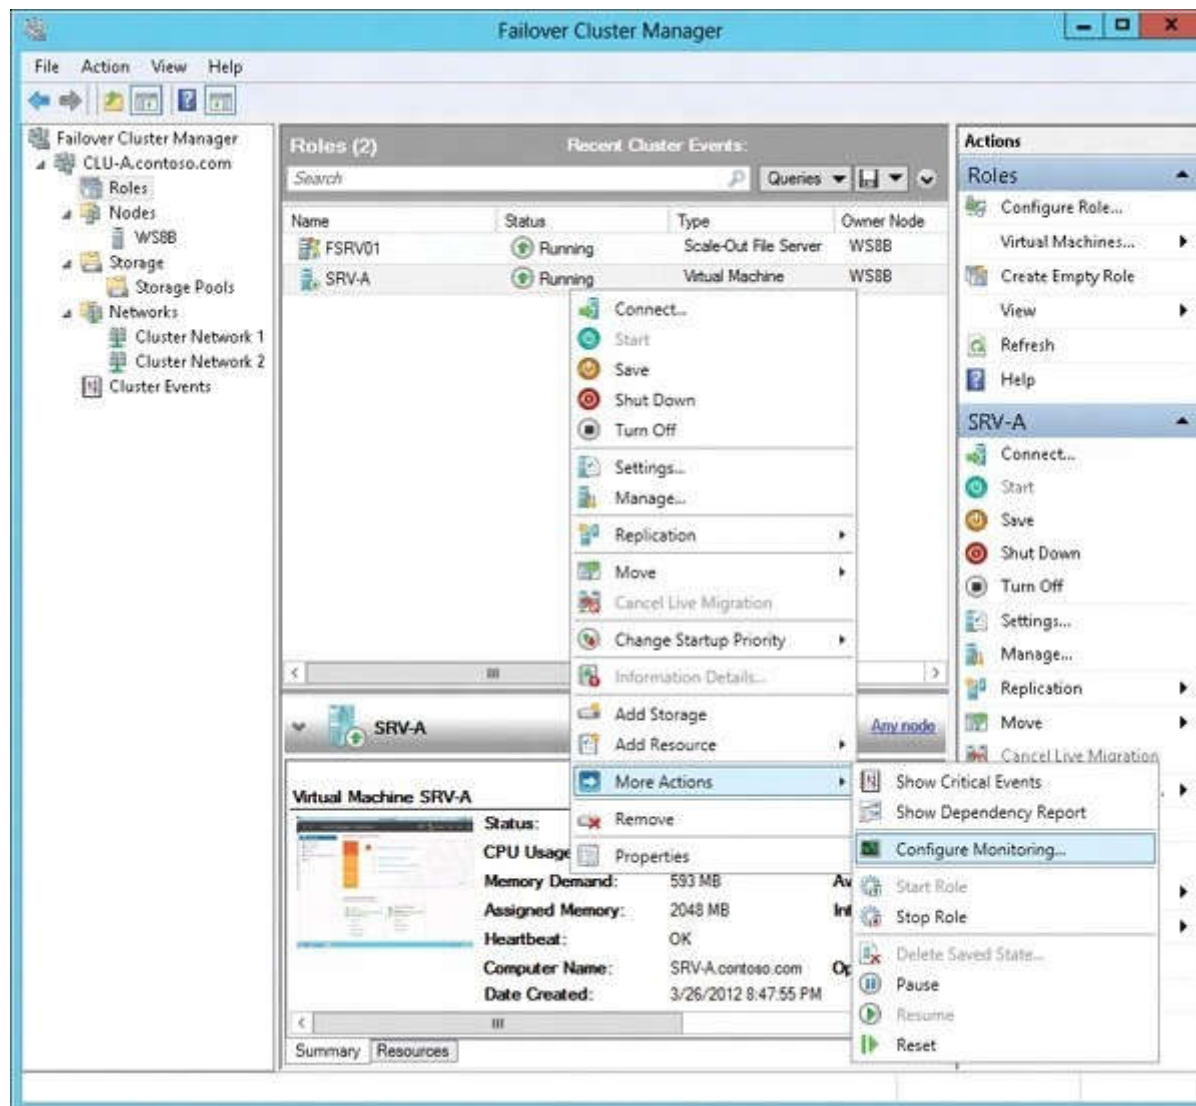 Failover Cluster Manager
File Action View Help
Failover Cluster Manager
CLU-A.contoso.com
Roles
Nodes
WS8B
Storage
Storage Pools
Networks
Cluster Network 1
Cluster Network 2
Cluster Events
Roles (2) Recent Cluster Events:
Search Queries
Name Status Type Owner Node
FSRV01 Running Scale-Out File Server WS8B
SRV-A Running Virtual Machine WS8B
Connect...
Start
Save
Shut Down
Turn Off
Settings...
Manage...
Replication
Move
Cancel Live Migration
Change Startup Priority
Information Details...
Add Storage
Add Resource
More Actions
Remove
Properties
Show Critical Events
Show Dependency Report
Configure Monitoring...
Start Role
Stop Role
Delete Saved State...
Pause
Resume
Reset
SRV-A Any node
Virtual Machine SRV-A
Status:
CPU Usage
Memory Demand: 593 MB
Assigned Memory: 2048 MB
Heartbeat: OK
Computer Name: SRV-A.contoso.com
Date Created: 3/26/2012 8:47:55 PM
Summary Resources
Actions
Roles
Configure Role...
Virtual Machines...
Create Empty Role
View
Refresh
Help
SRV-A
Connect...
Start
Save
Shut Down
Turn Off
Settings...
Manage...
Replication
Move
Cancel Live Migration